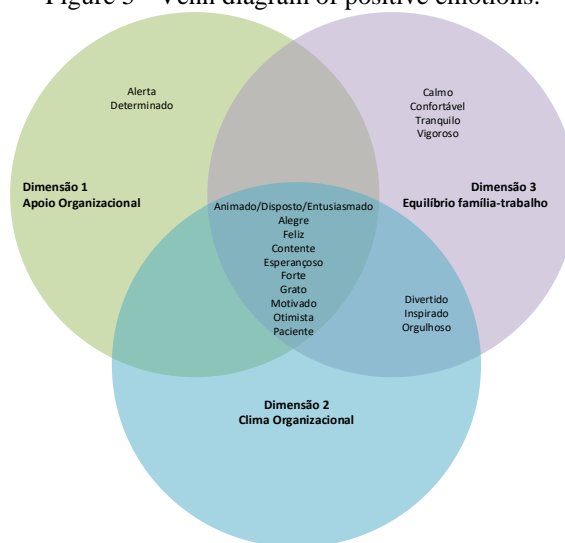 Figure 3 - Venn diagram of positive emotions.
Alerta
Determinado
Calmo
Confortável
Tranquilo
Vigoroso
Dimensão 1
Apoio Organizacional
Dimensão 3
Equilíbrio família-trabalho
Animado/Disposto/Entusiasmado
Alegre
Feliz
Contente
Esperançoso
Forte
Grato
Motivado
Otimista
Paciente
Divertido
Inspirado
Orgulhoso
Dimensão 2
Clima Organizacional